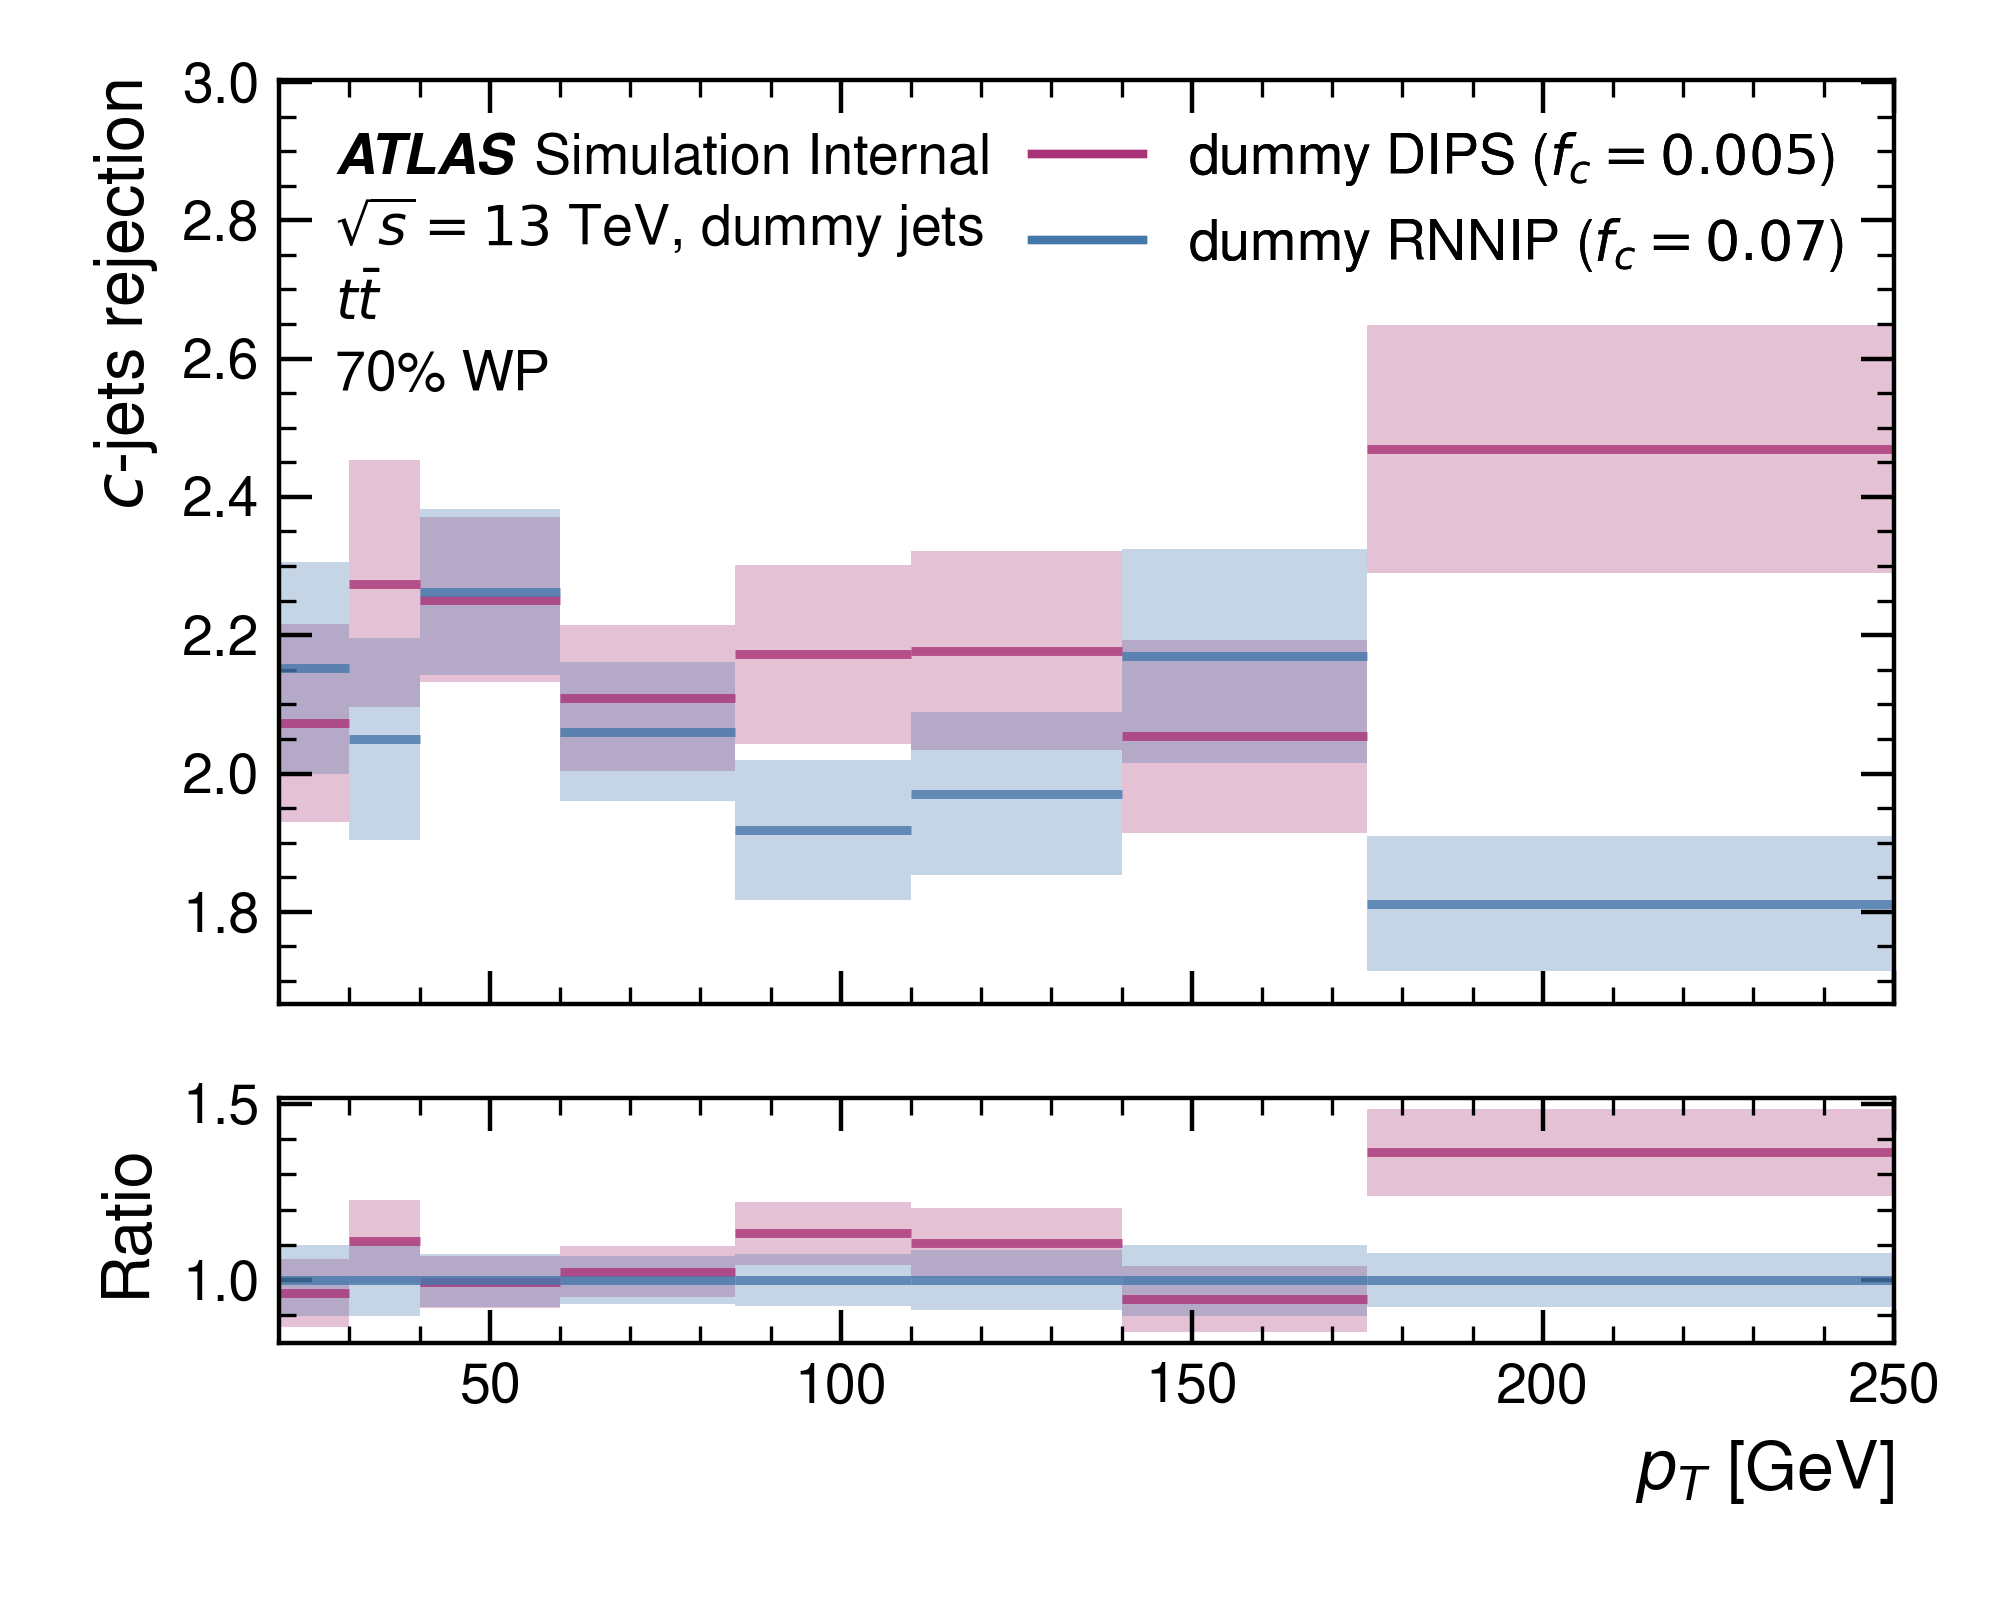 3.0
2.8
2.6
2.4
2.2
2.0
1.8
c-jets rejection
ATLAS Simulation Internal
√s = 13 TeV, dummy jets
tt̄
70% WP
dummy DIPS (f_c = 0.005)
dummy RNNIP (f_c = 0.07)
1.5
1.0
Ratio
50 100 150 200 250
p_T [GeV]